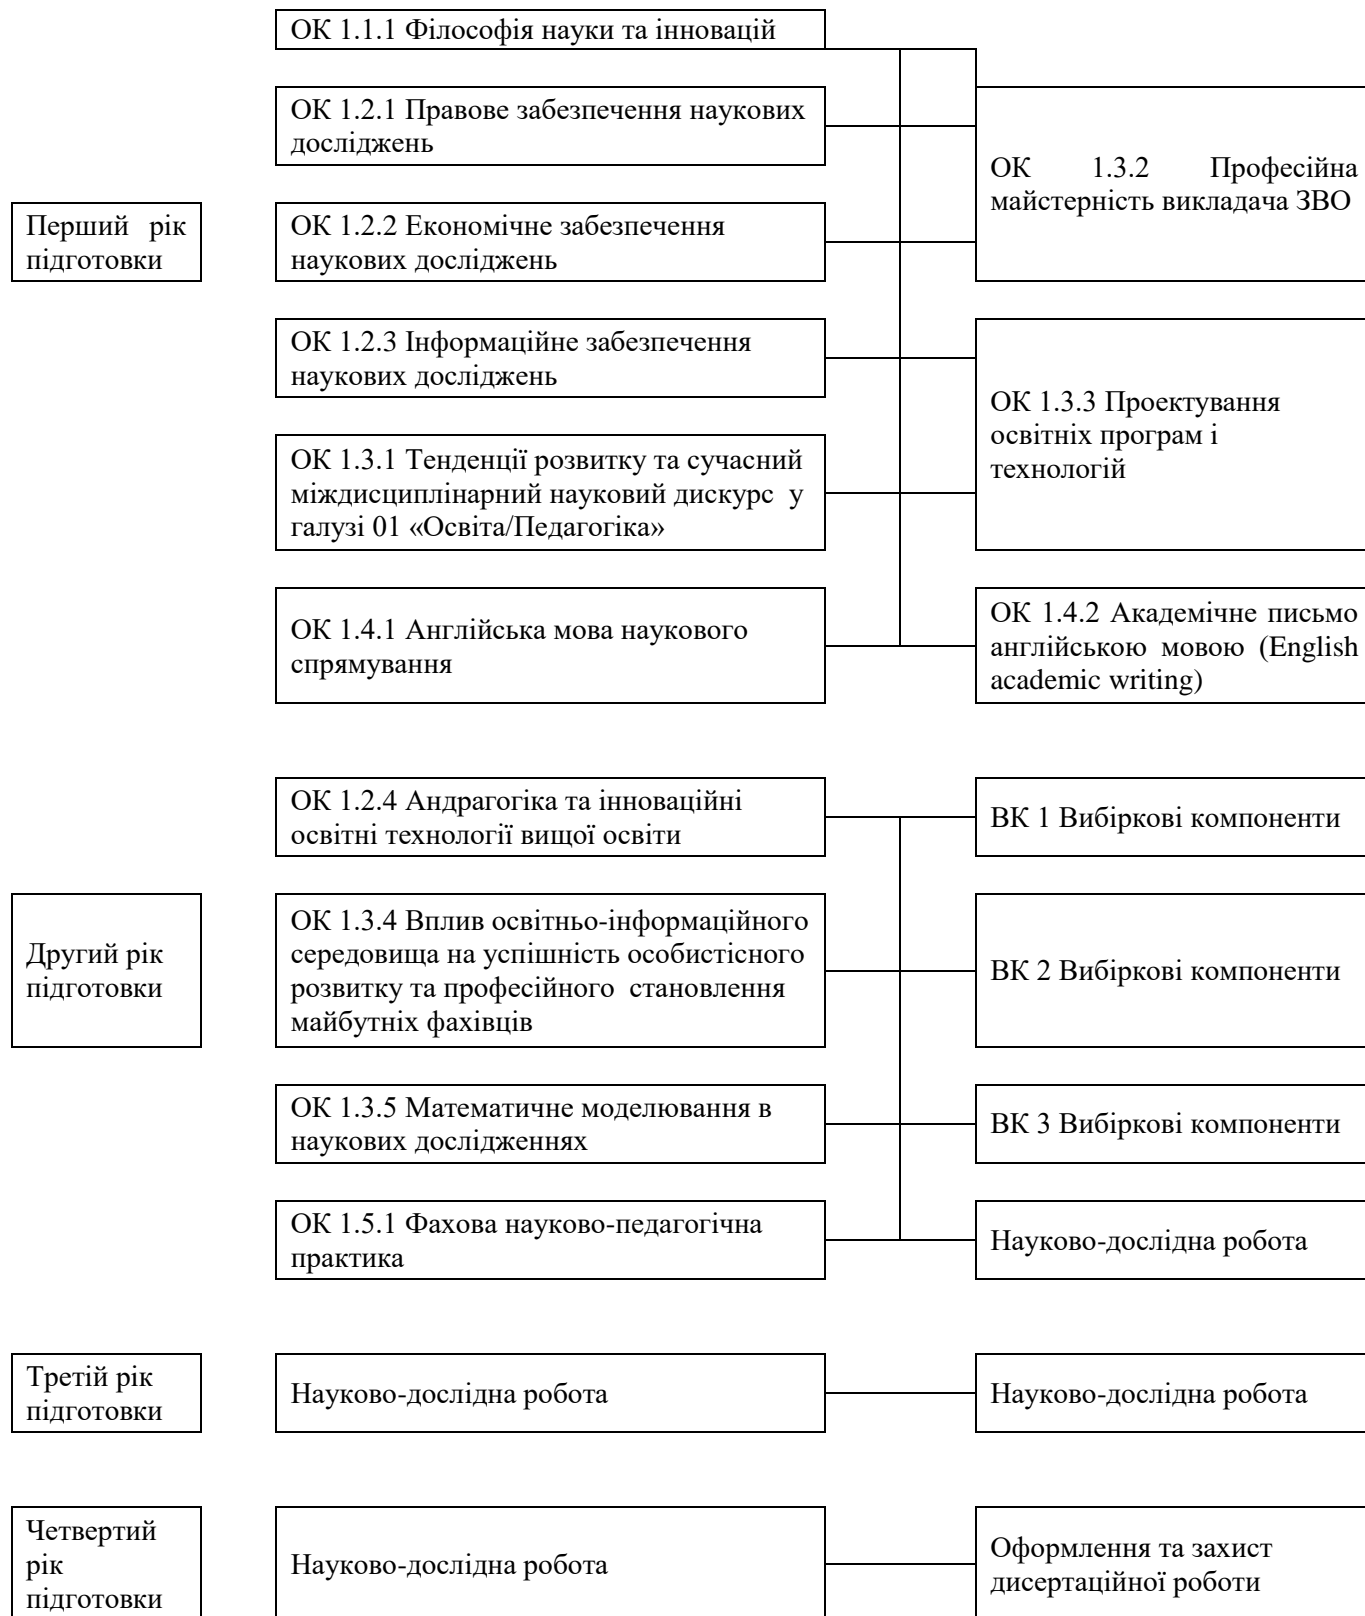 ОК 1.1.1 Філософія науки та інновацій
ОК 1.2.1 Правове забезпечення наукових
досліджень
ОК 1.3.2 Професійна
майстерність викладача ЗВО
Перший рік
підготовки
ОК 1.2.2 Економічне забезпечення
наукових досліджень
ОК 1.2.3 Інформаційне забезпечення
наукових досліджень
ОК 1.3.3 Проектування
освітніх програм і
технологій
ОК 1.3.1 Тенденції розвитку та сучасний
міждисциплінарний науковий дискурс у
галузі 01 «Освіта/Педагогіка»
ОК 1.4.1 Англійська мова наукового
спрямування
ОК 1.4.2 Академічне письмо
англійською мовою (English
academic writing)
ОК 1.2.4 Андрагогіка та інноваційні
освітні технології вищої освіти
ВК 1 Вибіркові компоненти
Другий рік
підготовки
ОК 1.3.4 Вплив освітньо-інформаційного
середовища на успішність особистісного
розвитку та професійного становлення
майбутніх фахівців
ВК 2 Вибіркові компоненти
ОК 1.3.5 Математичне моделювання в
наукових дослідженнях
ВК 3 Вибіркові компоненти
ОК 1.5.1 Фахова науково-педагогічна
практика
Науково-дослідна робота
Третій рік
підготовки
Науково-дослідна робота
Науково-дослідна робота
Четвертий
рік
підготовки
Науково-дослідна робота
Оформлення та захист
дисертаційної роботи